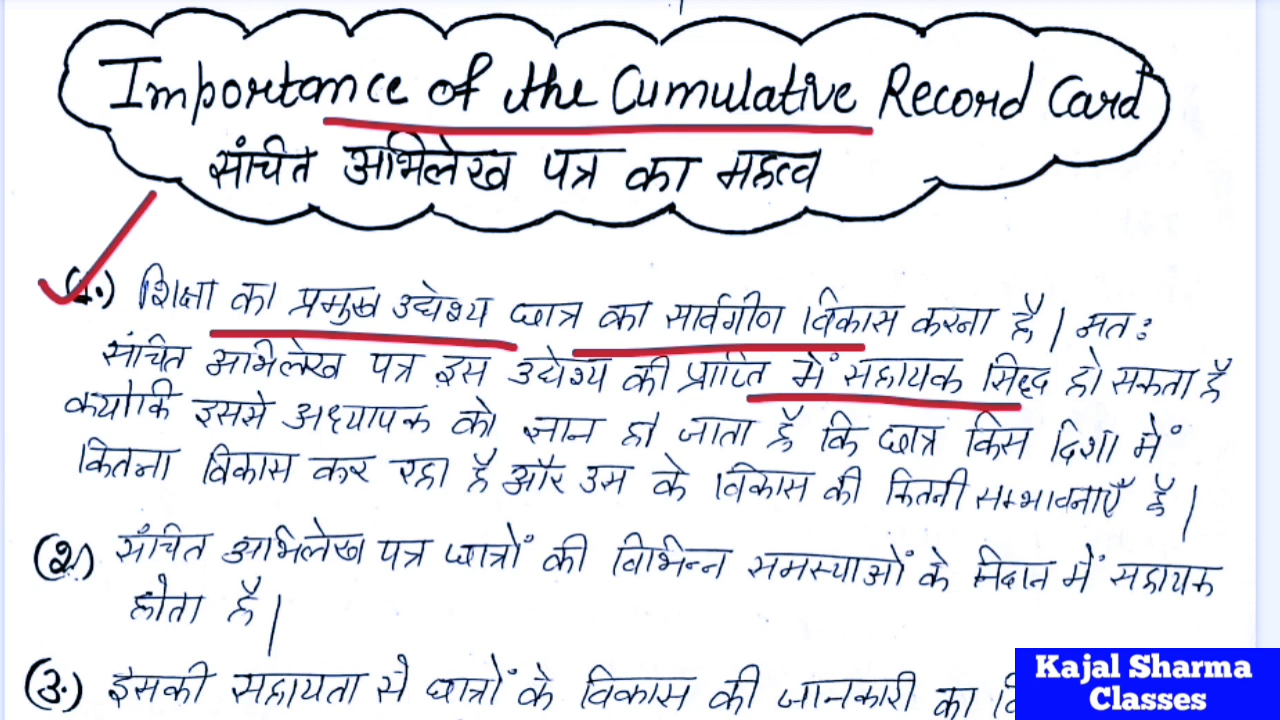 Importance of the Cumulative Record Card
संचित अभिलेख पत्र का महत्व
(1.) शिक्षा का प्रमुख उद्येश्य छात्र का सार्वगीण विकास करना है। अतः
संचित अभिलेख पत्र इस उद्येश्य की प्राप्ति में सहायक सिद्ध हो सकता है
क्योकि इससे अध्यापक को ज्ञान हो जाता है कि छात्र किस दिशा में
कितना विकास कर रहा है और उस के विकास की कितनी सम्भावनाएँ है।
(2.) संचित अभिलेख पत्र छात्रों की विभिन्न समस्याओं के निदान में सहायक
होता है।
(3.) इसकी सहायता से छात्रों के विकास की जानकारी का
Kajal Sharma
Classes